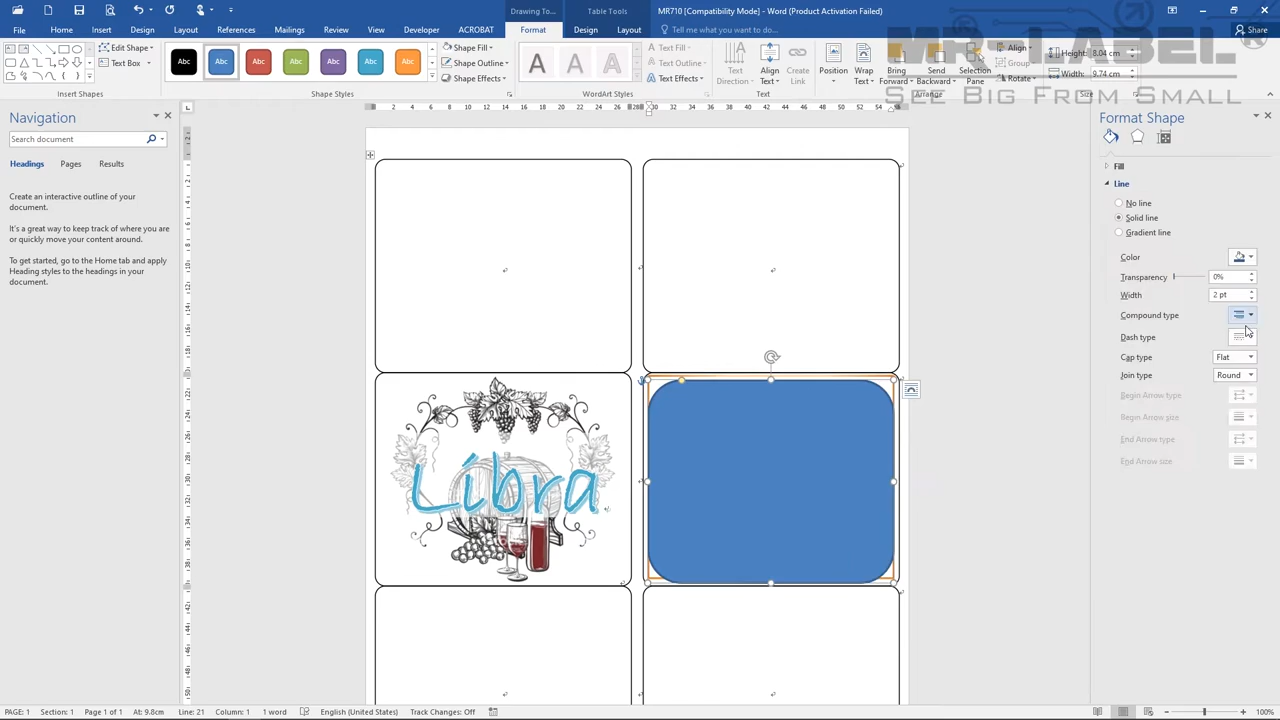 Drawing To...
Table Tools
MR710 [Compatibility Mode] - Word (Product Activation Failed)
File
Home
Insert
Design
Layout
References
Mailings
Review
View
Developer
ACROBAT
Format
Design
Layout
Tell me what you want to do...
Share
Edit Shape
Text Box
Insert Shapes
Abc
Abc
Abc
Abc
Abc
Abc
Abc
Shape Fill
Shape Outline
Shape Effects
Shape Styles
A
A
A
WordArt Styles
Text Fill
Text Outline
Text Effects
Text Direction
Align Text
Create Link
Text
Position
Wrap Text
Bring Forward
Send Backward
Selection Pane
Align
Group
Rotate
Arrange
Height: 8.04 cm
Width: 9.74 cm
Size
MR-LABEL
SEE BIG FROM SMALL
Navigation
Search document
Headings
Pages
Results
Create an interactive outline of your
document.
It's a great way to keep track of where you are
or quickly move your content around.
To get started, go to the Home tab and apply
Heading styles to the headings in your
document.
Libra
Format Shape
Fill
Line
No line
Solid line
Gradient line
Color
Transparency
0%
Width
2 pt
Compound type
Dash type
Cap type
Flat
Join type
Round
Begin Arrow type
Begin Arrow size
End Arrow type
End Arrow size
PAGE: 1
Section: 1
Page 1 of 1
At: 9.8cm
Line: 21
Column: 1
1 word
English (United States)
Track Changes: Off
100%